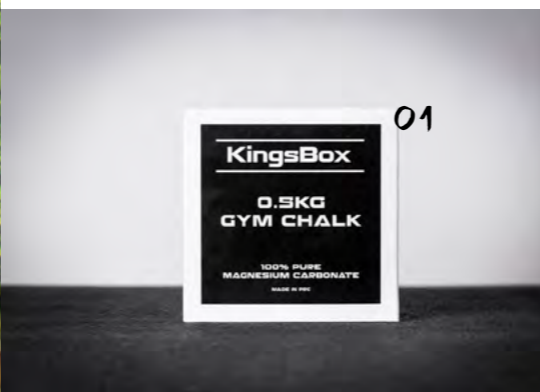 01
KingsBox
0.5KG
GYM CHALK
100% PURE
MAGNESIUM CARBONATE
MADE IN PRC